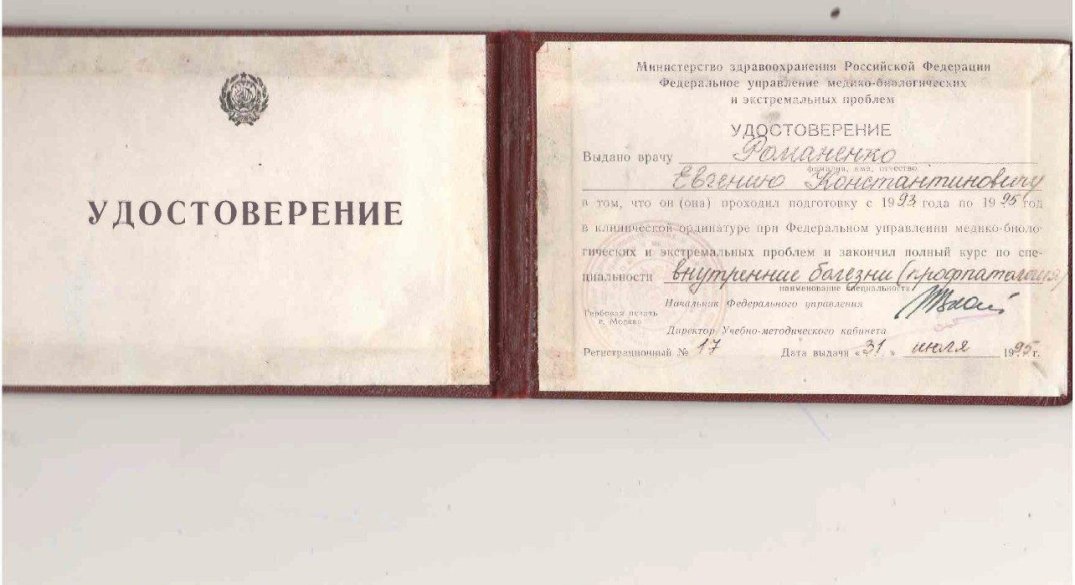 УДОСТОВЕРЕНИЕ
Министерство здравоохранения Российской Федерации
Федеральное управление медико-биологических
и экстремальных проблем
УДОСТОВЕРЕНИЕ
Выдано врачу Романенко
фамилия, имя, отчество
Евгению Константиновичу
в том, что он (она) проходил подготовку с 1993 года по 1995 год
в клинической ординатуре при Федеральном управлении медико-биоло-
гических и экстремальных проблем и закончил полный курс по спе-
циальности внутренние болезни (профпатология)
наименование специальности
Начальник Федерального управления
Гербовая печать
г. Москва
Директор Учебно-методического кабинета
Регистрационный № 17 Дата выдачи «31» июля 1995 г.